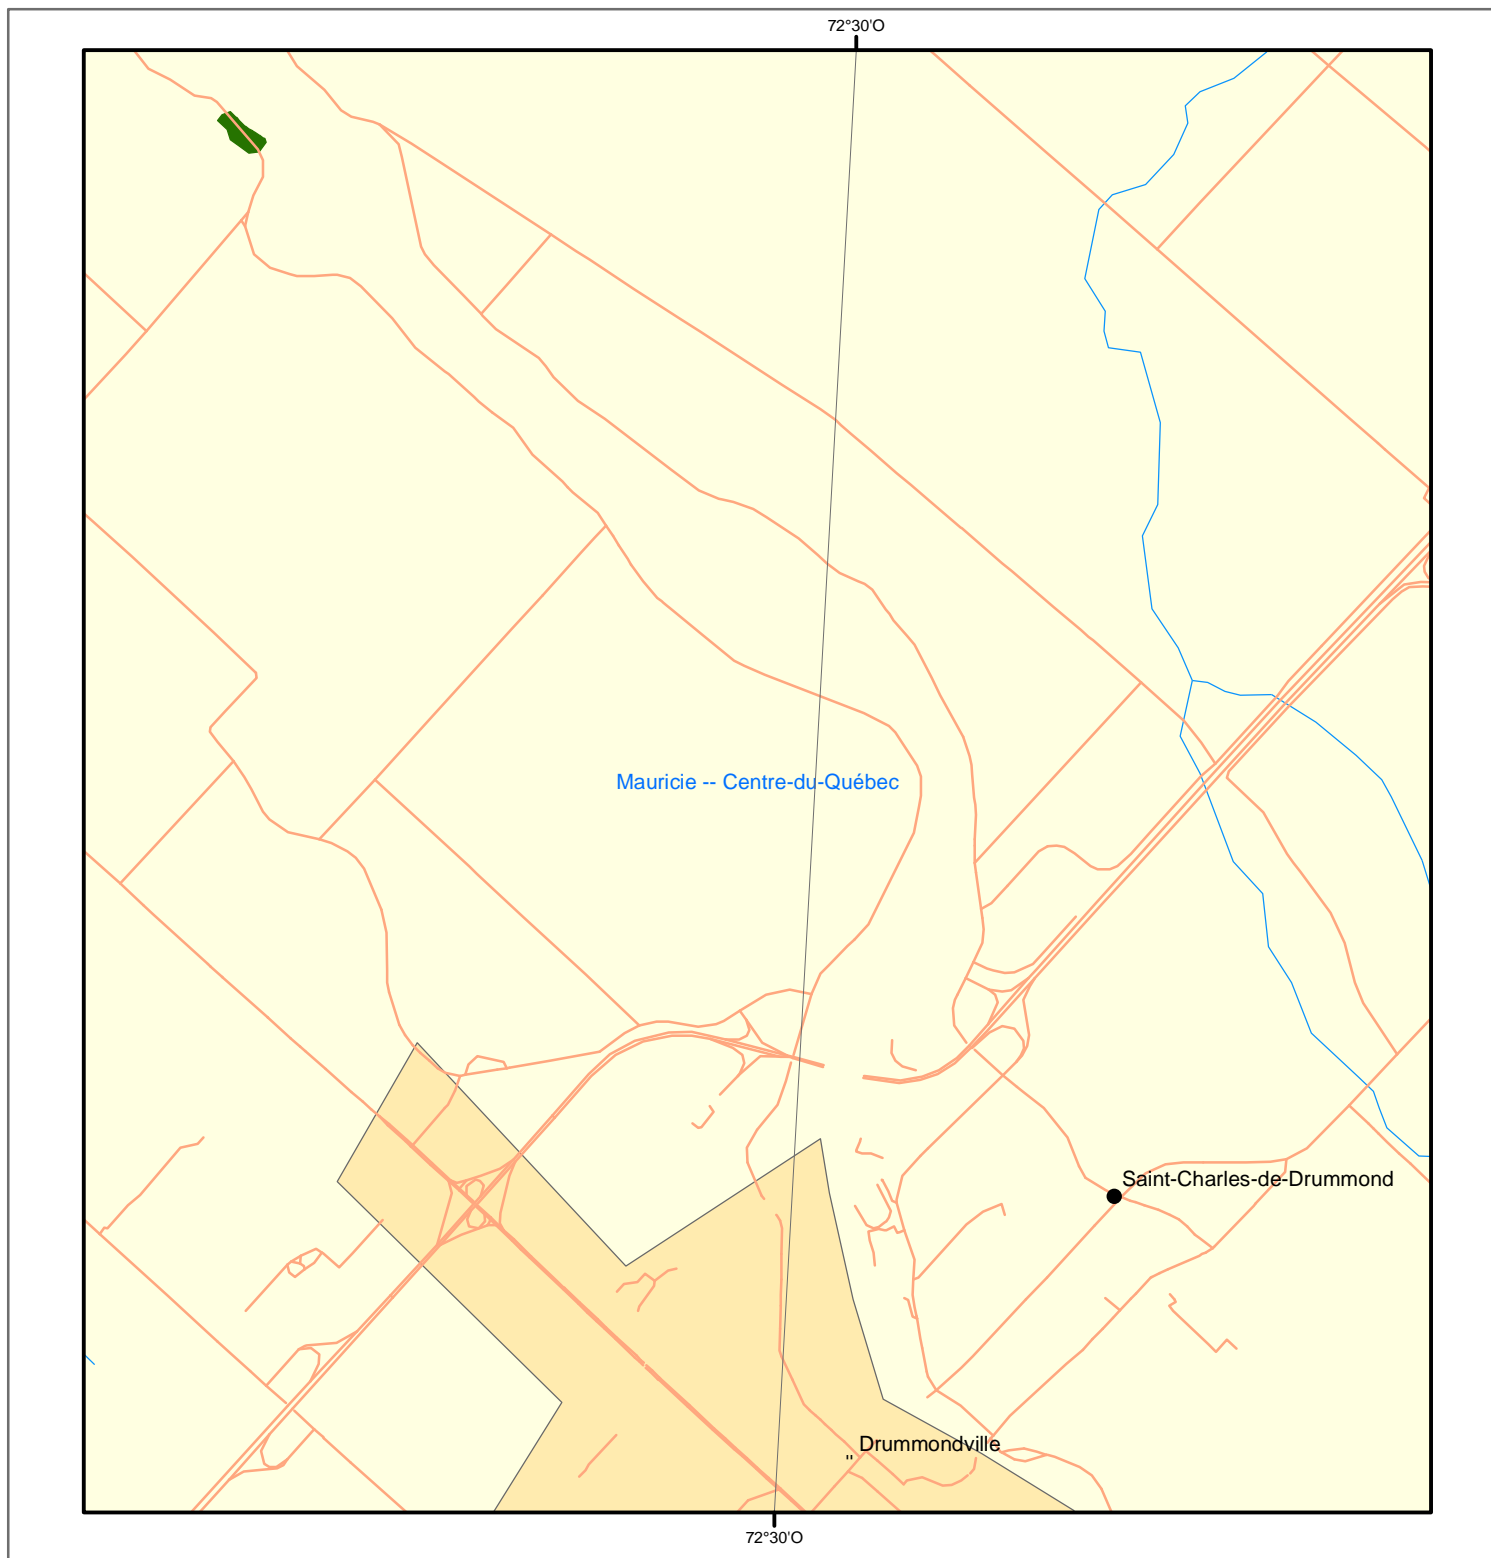 72°30'O
Mauricie -- Centre-du-Québec
Saint-Charles-de-Drummond
Drummondville
"
72°30'O